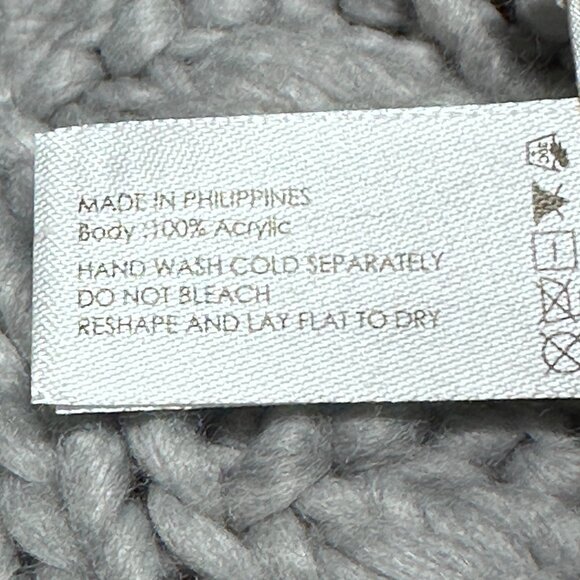 MADE IN PHILIPPINES
Body :100% Acrylic
HAND WASH COLD SEPARATELY
DO NOT BLEACH
RESHAPE AND LAY FLAT TO DRY